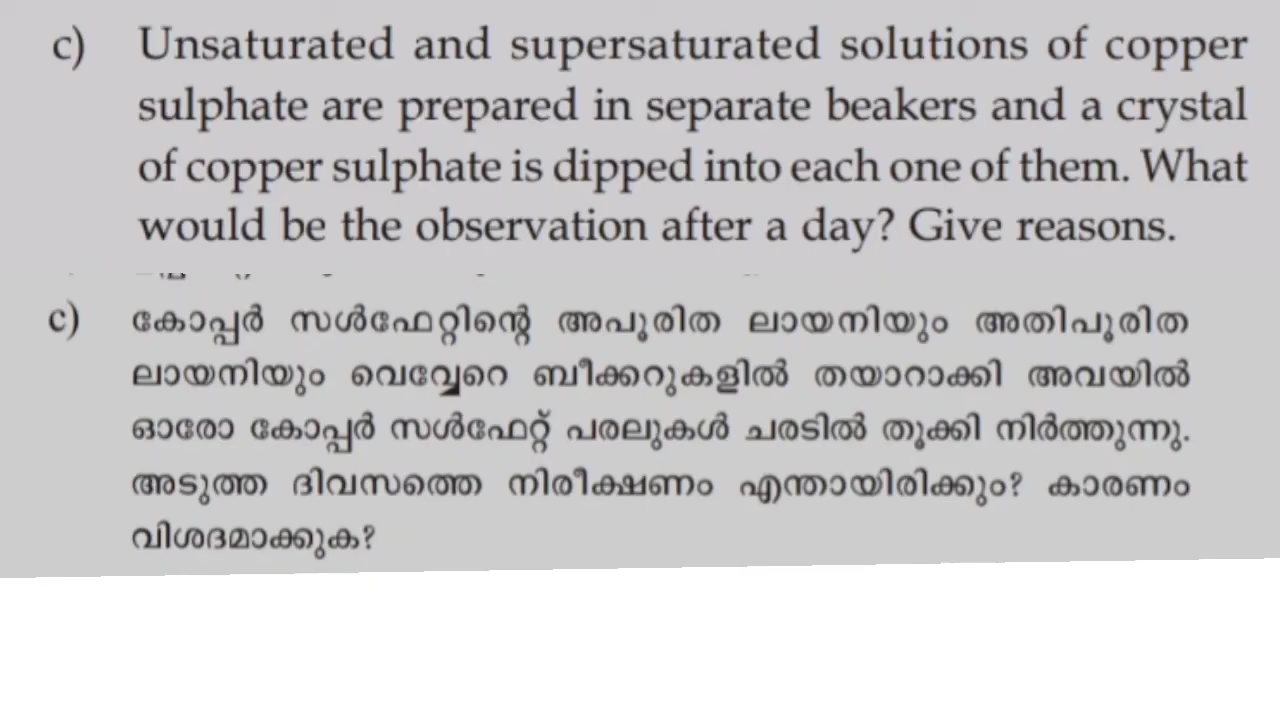 c) Unsaturated and supersaturated solutions of copper
sulphate are prepared in separate beakers and a crystal
of copper sulphate is dipped into each one of them. What
would be the observation after a day? Give reasons.
c) കോപ്പർ സൾഫേറ്റിന്റെ അപൂരിത ലായനിയും അതിപൂരിത
ലായനിയും വെവ്വേറെ ബീക്കറുകളിൽ തയാറാക്കി അവയിൽ
ഓരോ കോപ്പർ സൾഫേറ്റ് പരലുകൾ ചരടിൽ തൂക്കി നിർത്തുന്നു.
അടുത്ത ദിവസത്തെ നിരീക്ഷണം എന്തായിരിക്കും? കാരണം
വിശദമാക്കുക?